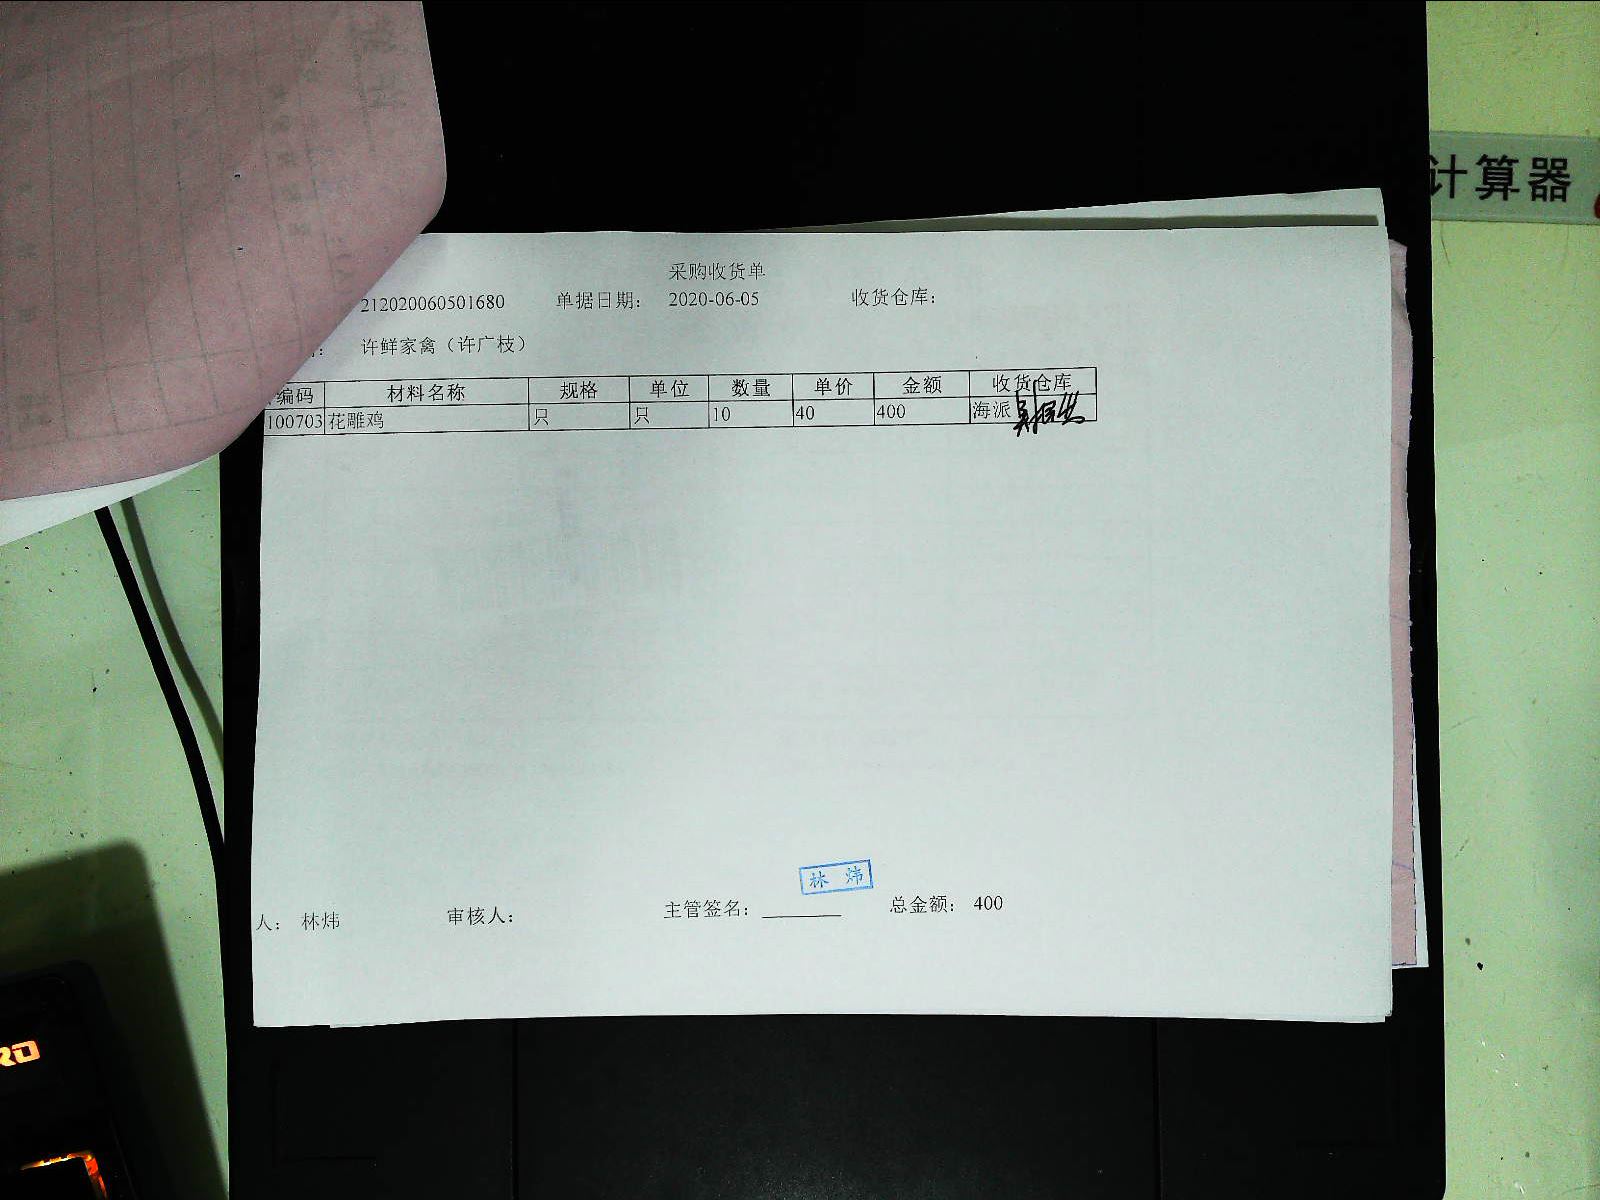 计算器
采购收货单
212020060501680 单据日期： 2020-06-05 收货仓库：
： 许鲜家禽（许广枝）
编码 材料名称 规格 单位 数量 单价 金额 收货仓库
100703 花雕鸡 只 只 10 40 400 海派
林 炜
人： 林炜 审核人： 主管签名： 总金额： 400
RO